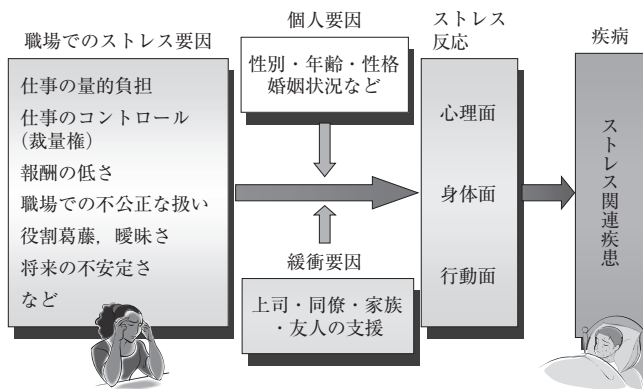 職場でのストレス要因
仕事の量的負担
仕事のコントロール
(裁量権)
報酬の低さ
職場での不公正な扱い
役割葛藤，曖昧さ
将来の不安定さ
など
個人要因
性別・年齢・性格
婚姻状況など
緩衝要因
上司・同僚・家族
・友人の支援
ストレス
反応
心理面
身体面
行動面
疾病
ストレス関連疾患